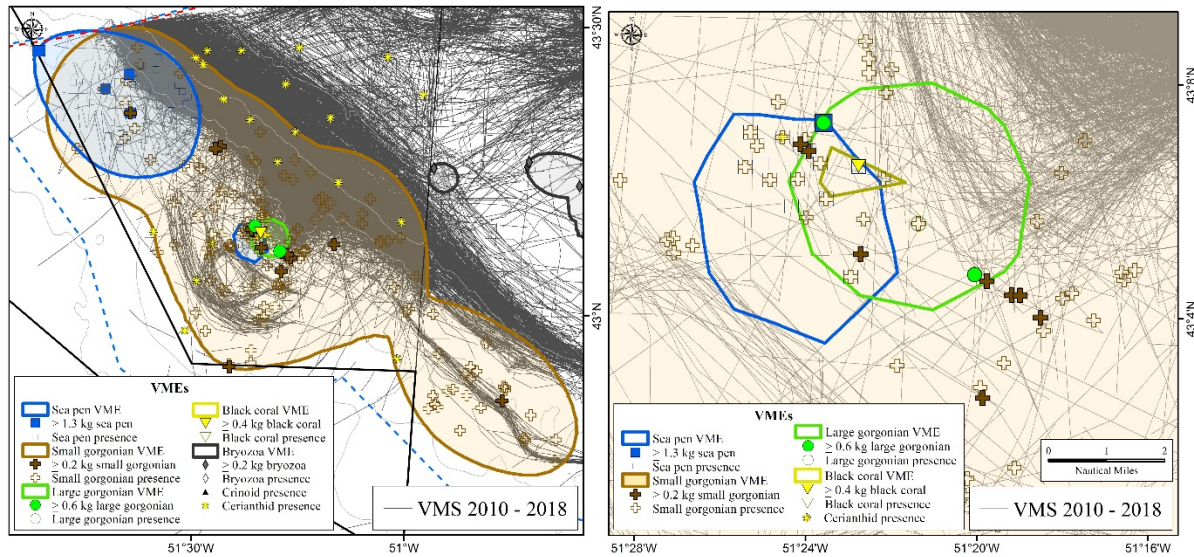 43°30'N
43°N
VMEs
Sea pen VME
> 1.3 kg sea pen
Sea pen presence
Small gorgonian VME
> 0.2 kg small gorgonian
Small gorgonian presence
Large gorgonian VME
> 0.6 kg large gorgonian
Large gorgonian presence
Black coral VME
≥ 0.4 kg black coral
Black coral presence
Bryozoa VME
≥ 0.2 kg bryozoa
Bryozoa presence
Crinoid presence
Cerianthid presence
VMS 2010 - 2018
51°30'W
51°W
43°8'N
43°4'N
VMEs
Sea pen VME
> 1.3 kg sea pen
Sea pen presence
Small gorgonian VME
> 0.2 kg small gorgonian
Small gorgonian presence
Large gorgonian VME
≥ 0.6 kg large gorgonian
Large gorgonian presence
Black coral VME
≥ 0.4 kg black coral
Black coral presence
Cerianthid presence
0 1 2
Nautical Miles
VMS 2010 - 2018
51°28'W
51°24'W
51°20'W
51°16'W